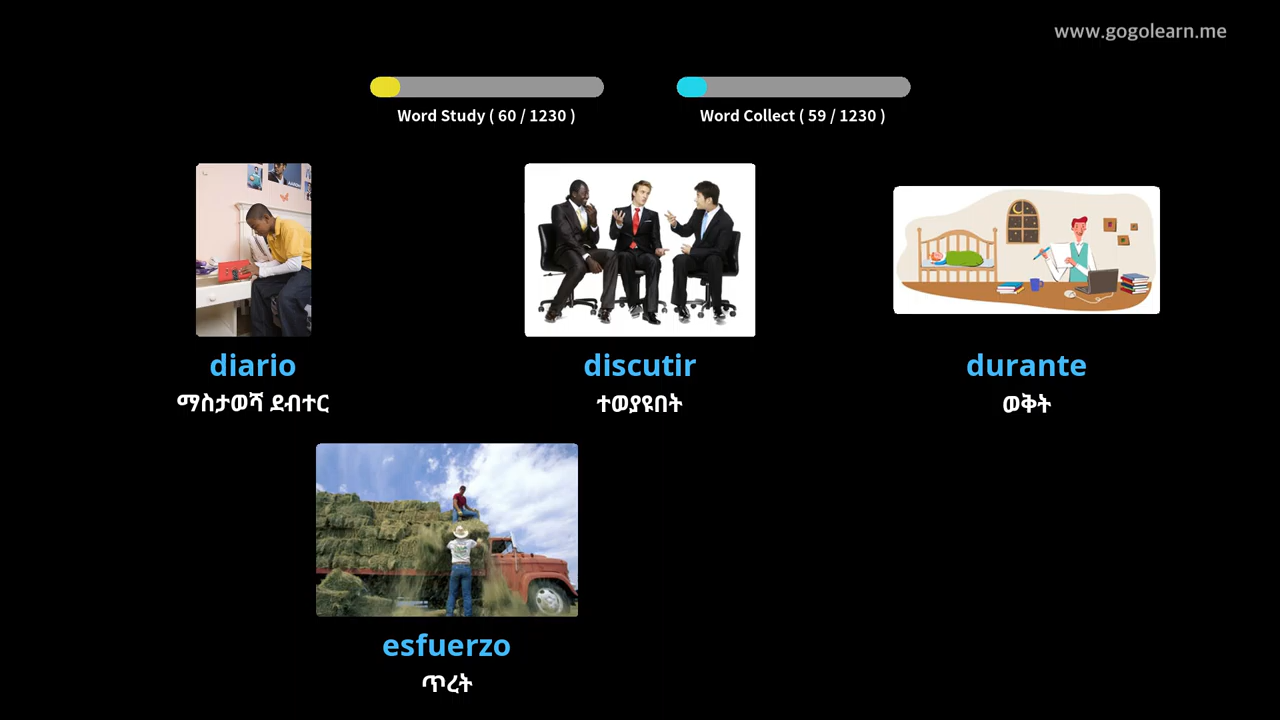 www.gogolearn.me
Word Study ( 60 / 1230 )
Word Collect ( 59 / 1230 )
diario
ማስታወሻ ደብተር
discutir
ተወያዩበት
durante
ወቅት
esfuerzo
ጥረት